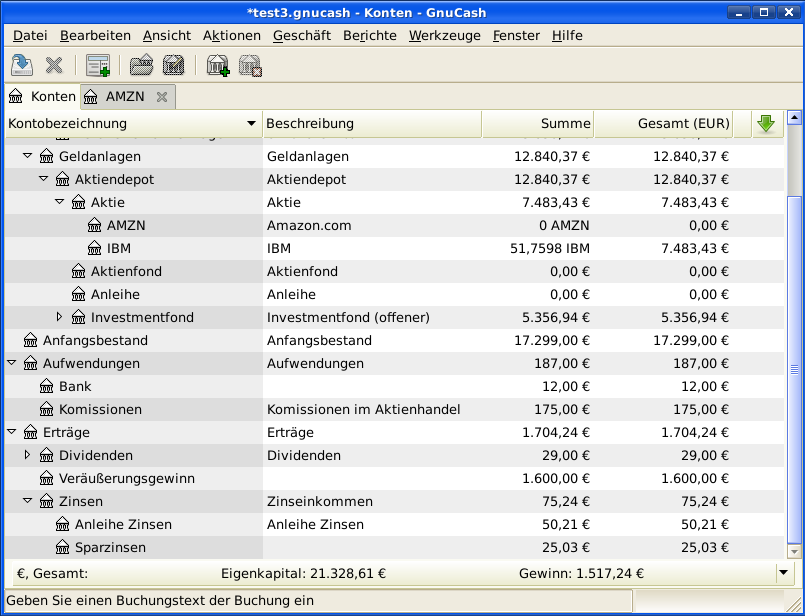 *test3.gnucash - Konten - GnuCash
Datei Bearbeiten Ansicht Aktionen Geschäft Berichte Werkzeuge Fenster Hilfe
Konten AMZN
Kontobezeichnung Beschreibung Summe Gesamt (EUR)
Geldanlagen Geldanlagen 12.840,37 € 12.840,37 €
Aktiendepot Aktiendepot 12.840,37 € 12.840,37 €
Aktie Aktie 7.483,43 € 7.483,43 €
AMZN Amazon.com 0 AMZN 0,00 €
IBM IBM 51,7598 IBM 7.483,43 €
Aktienfond Aktienfond 0,00 € 0,00 €
Anleihe Anleihe 0,00 € 0,00 €
Investmentfond Investmentfond (offener) 5.356,94 € 5.356,94 €
Anfangsbestand Anfangsbestand 17.299,00 € 17.299,00 €
Aufwendungen Aufwendungen 187,00 € 187,00 €
Bank 12,00 € 12,00 €
Komissionen Komissionen im Aktienhandel 175,00 € 175,00 €
Erträge Erträge 1.704,24 € 1.704,24 €
Dividenden Dividenden 29,00 € 29,00 €
Veräußerungsgewinn 1.600,00 € 1.600,00 €
Zinsen Zinseinkommen 75,24 € 75,24 €
Anleihe Zinsen Anleihe Zinsen 50,21 € 50,21 €
Sparzinsen 25,03 € 25,03 €
€, Gesamt: Eigenkapital: 21.328,61 € Gewinn: 1.517,24 €
Geben Sie einen Buchungstext der Buchung ein